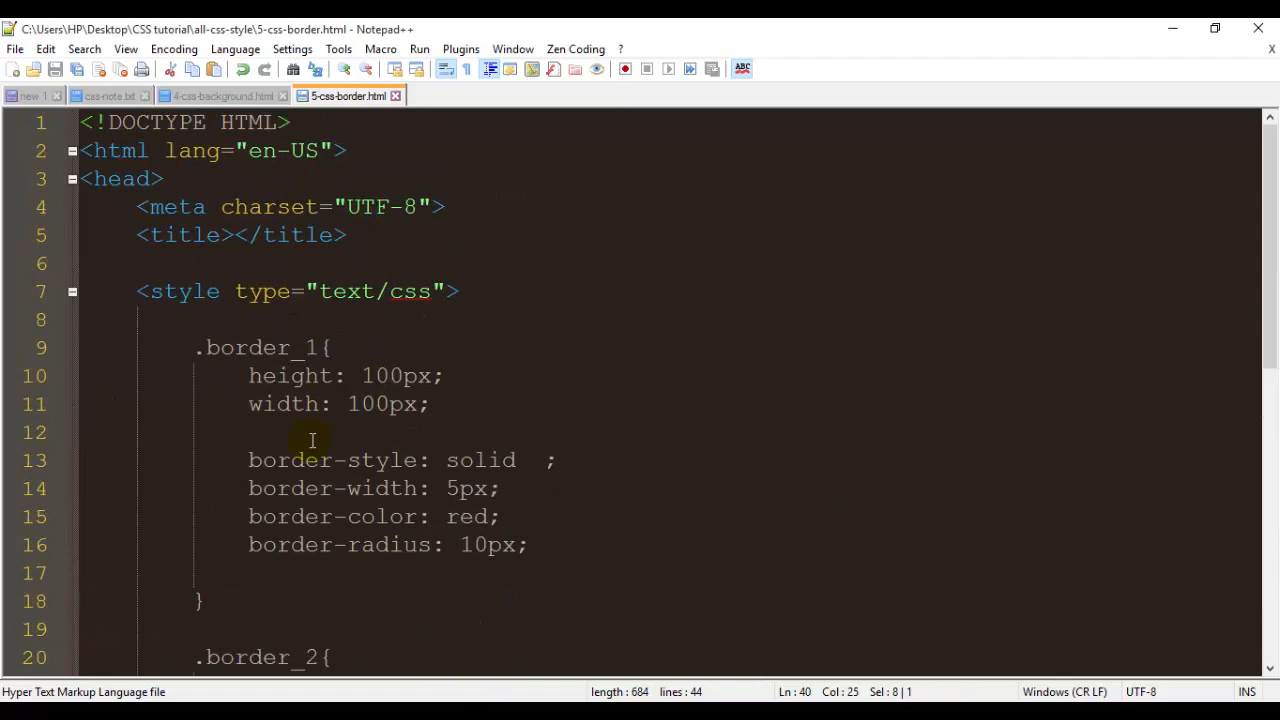 C:\Users\HP\Desktop\CSS tutorial\all-css-style\5-css-border.html - Notepad++
File Edit Search View Encoding Language Settings Tools Macro Run Plugins Window Zen Coding ? X
ABC
new 1 css-note.txt 4-css-background.html 5-css-border.html
1 <!DOCTYPE HTML>
2 <html lang="en-US">
3 <head>
4 <meta charset="UTF-8">
5 <title></title>
6
7 <style type="text/css">
8
9 .border_1{
10 height: 100px;
11 width: 100px;
12
13 border-style: solid  ;
14 border-width: 5px;
15 border-color: red;
16 border-radius: 10px;
17
18 }
19
20 .border_2{
Hyper Text Markup Language file length : 684 lines : 44 Ln : 40 Col : 25 Sel : 8 | 1 Windows (CR LF) UTF-8 INS